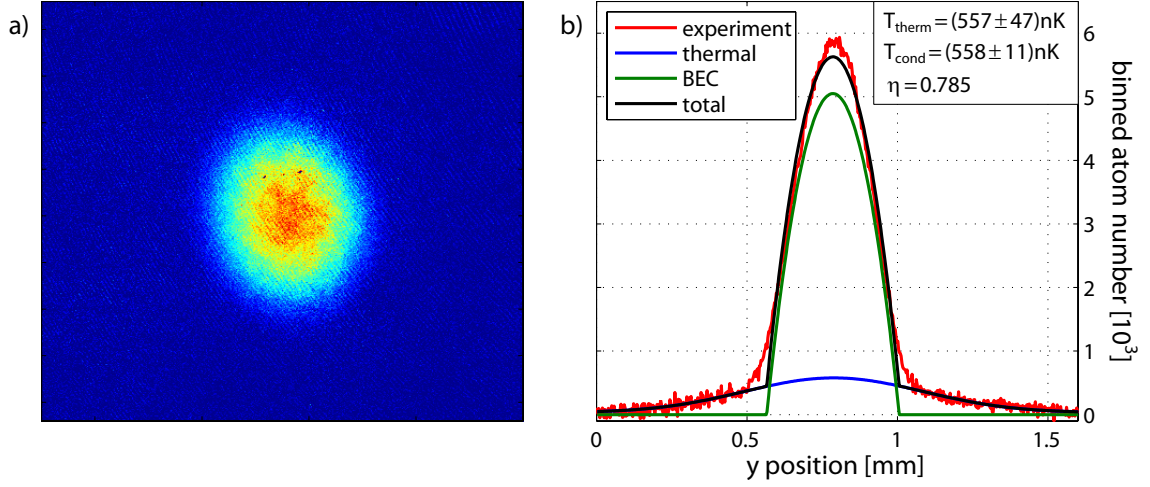 a)
b)
experiment
thermal
BEC
total
T_therm = (557 ± 47)nK
T_cond = (558 ± 11)nK
η = 0.785
6
5
4
3
2
1
0
binned atom number [10³]
0
0.5
1
1.5
y position [mm]